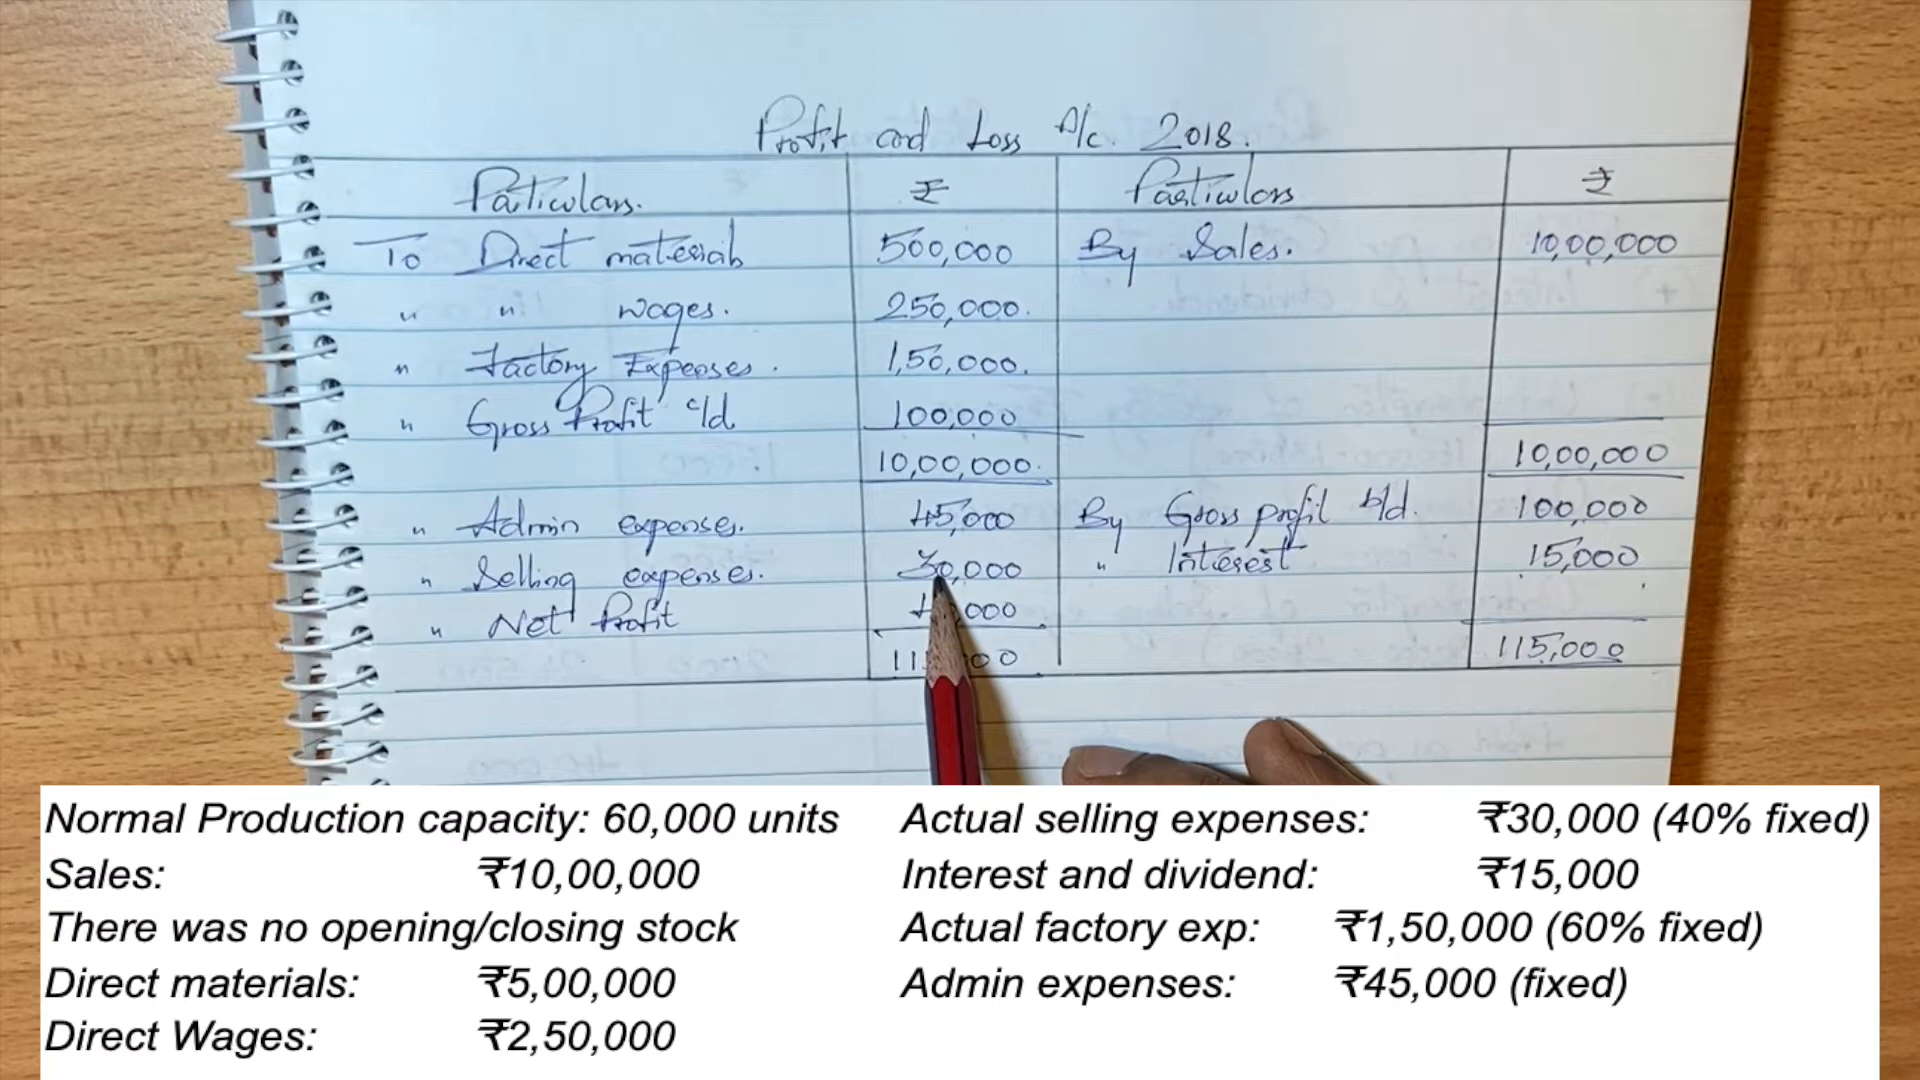 Profit and Loss A/c. 2018.
Particulars. ₹ Particulars ₹
To Direct materials 500,000 By Sales. 10,00,000
" " wages. 250,000.
" Factory Expenses. 1,50,000.
" Gross Profit c/d 100,000
10,00,000. 10,00,000
" Admin expenses. 45,000 By Gross profit b/d. 100,000
" Selling expenses. 30,000 " Interest 15,000
" Net Profit
115,000
Normal Production capacity: 60,000 units
Sales: ₹10,00,000
There was no opening/closing stock
Direct materials: ₹5,00,000
Direct Wages: ₹2,50,000
Actual selling expenses: ₹30,000 (40% fixed)
Interest and dividend: ₹15,000
Actual factory exp: ₹1,50,000 (60% fixed)
Admin expenses: ₹45,000 (fixed)